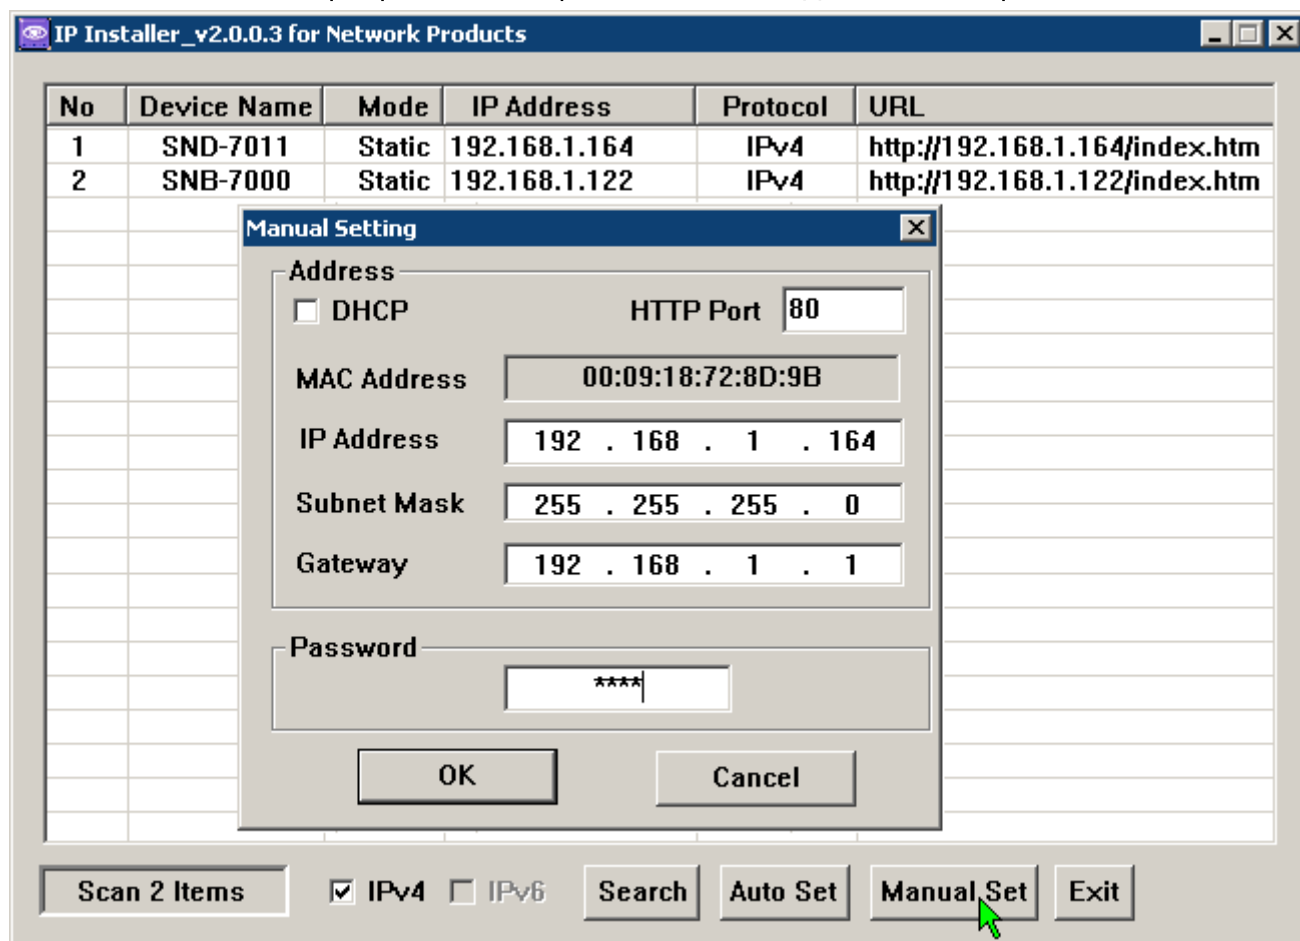 IP Installer_v2.0.0.3 for Network Products
No Device Name Mode IP Address Protocol URL
1 SND-7011 Static 192.168.1.164 IPv4 http://192.168.1.164/index.htm
2 SNB-7000 Static 192.168.1.122 IPv4 http://192.168.1.122/index.htm
Manual Setting
Address
DHCP HTTP Port 80
MAC Address 00:09:18:72:8D:9B
IP Address 192 . 168 . 1 . 164
Subnet Mask 255 . 255 . 255 . 0
Gateway 192 . 168 . 1 . 1
Password
****
OK Cancel
Scan 2 Items IPv4 IPv6 Search Auto Set Manual Set Exit